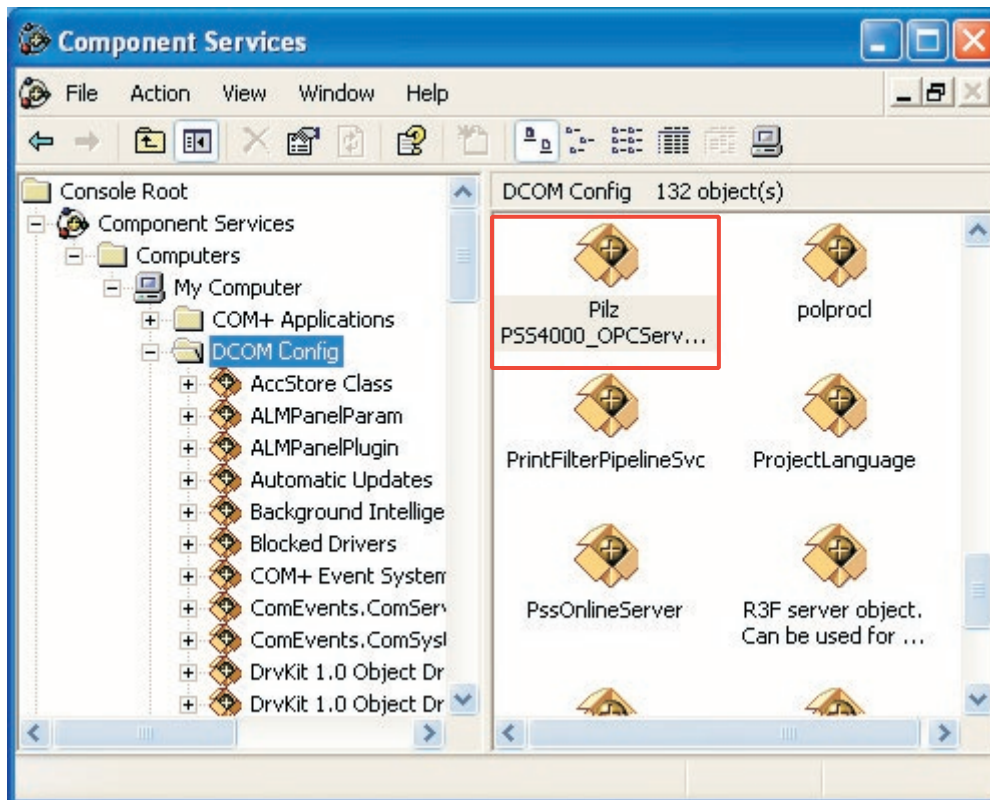 Component Services
File Action View Window Help
Console Root
Component Services
Computers
My Computer
COM+ Applications
DCOM Config
AccStore Class
ALMPanelParam
ALMPanelPlugin
Automatic Updates
Background Intellige
Blocked Drivers
COM+ Event System
ComEvents.ComServ
ComEvents.ComSyst
DrvKit 1.0 Object Dr
DrvKit 1.0 Object Dr
DCOM Config 132 object(s)
Pilz
PSS4000_OPCServ...
polprocl
PrintFilterPipelineSvc
ProjectLanguage
PssOnlineServer
R3F server object.
Can be used for ...